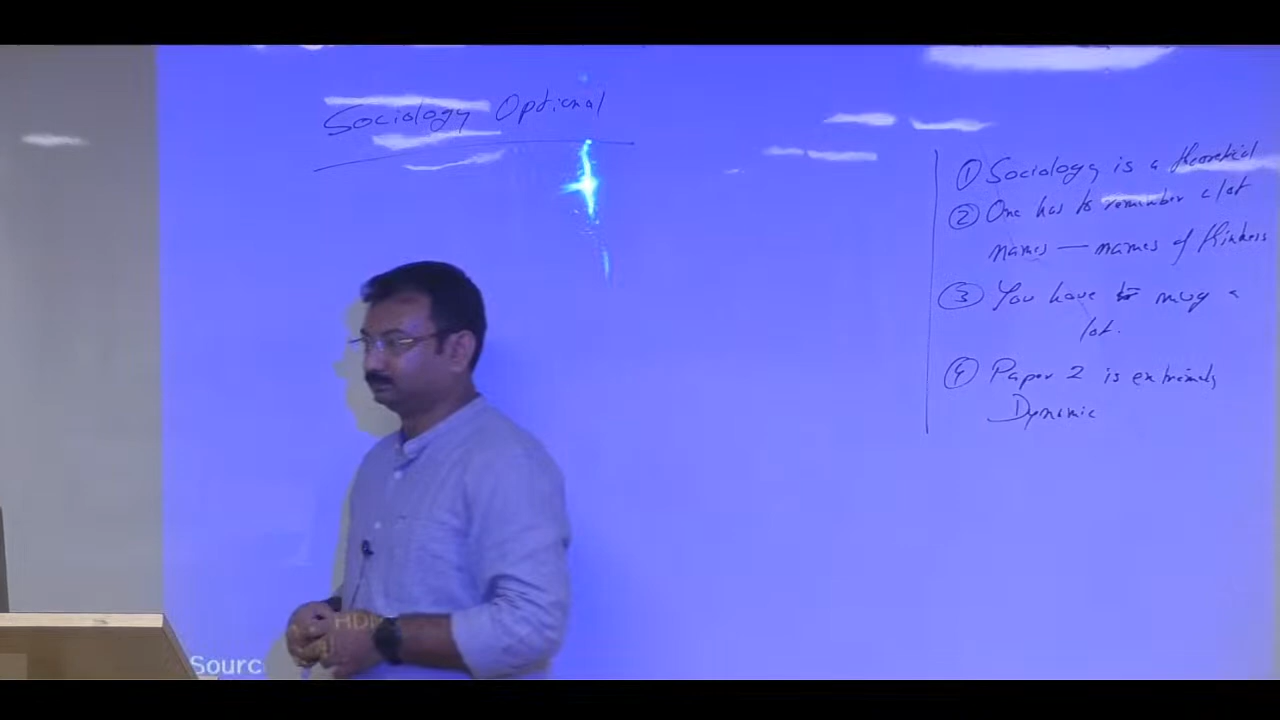 Sociology Optional
① Sociology is a theoretical
② One has to remember a lot
names — names of thinkers
③ You have to mug a
lot.
④ Paper 2 is extremely
Dynamic
HDM
Sourc